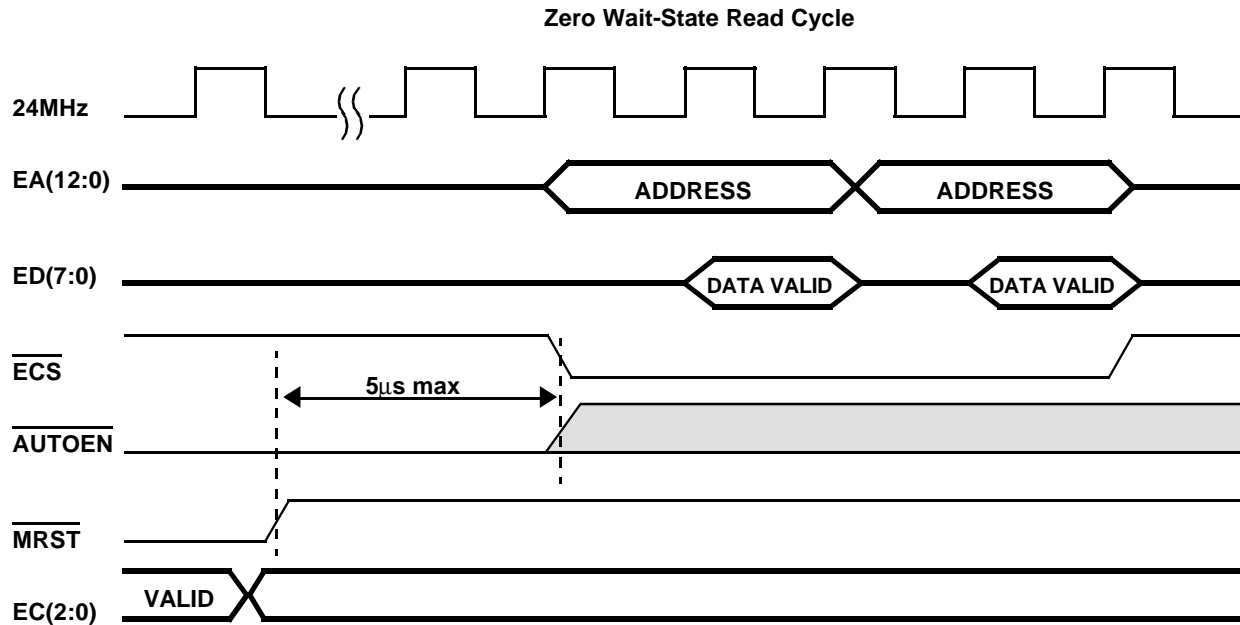 Zero Wait-State Read Cycle
24MHz
EA(12:0)
ADDRESS
ADDRESS
ED(7:0)
DATA VALID
DATA VALID
ECS
5μs max
AUTOEN
MRST
VALID
EC(2:0)